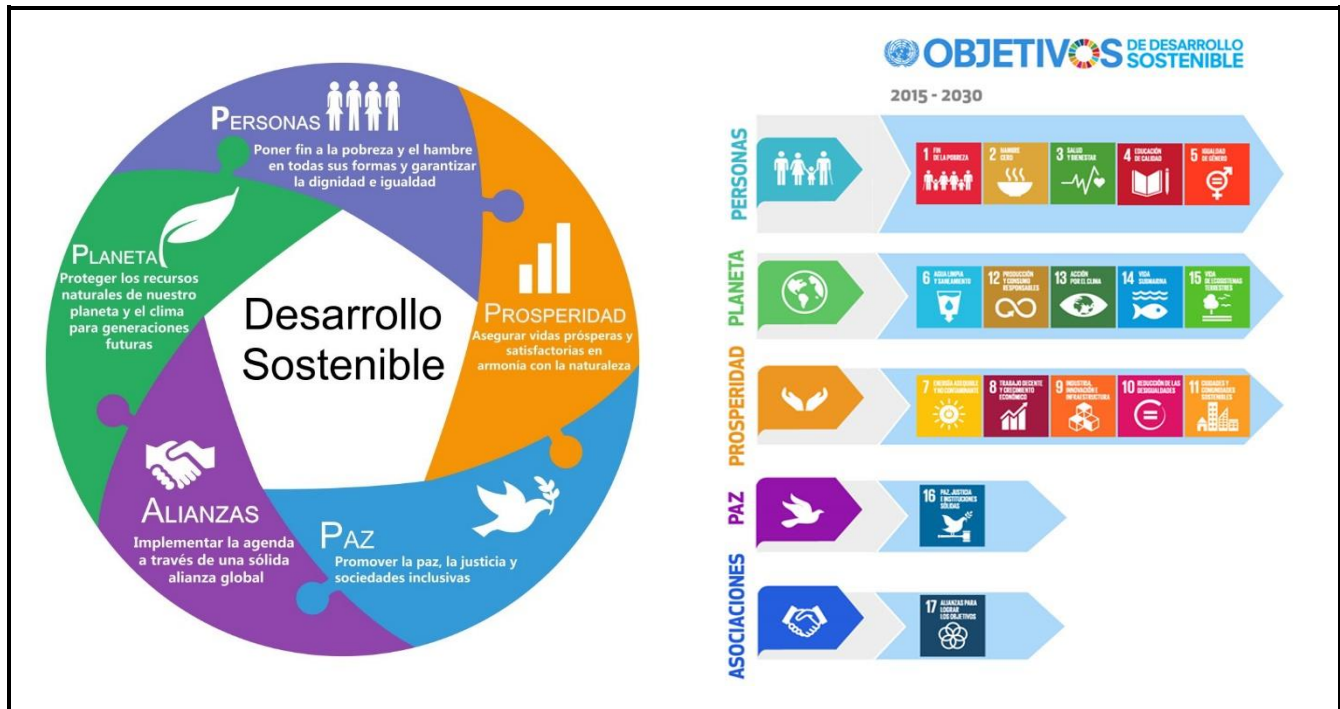 PERSONAS
Poner fin a la pobreza y el hambre
en todas sus formas y garantizar
la dignidad e igualdad
PLANETA
Proteger los recursos
naturales de nuestro
planeta y el clima
para generaciones
futuras
Desarrollo
Sostenible
PROSPERIDAD
Asegurar vidas prósperas y
satisfactorias en
armonía con la naturaleza
ALIANZAS
Implementar la agenda
a través de una sólida
alianza global
PAZ
Promover la paz, la justicia y
sociedades inclusivas
OBJETIVOS DE DESARROLLO
SOSTENIBLE
2015 - 2030
PERSONAS
1 FIN
DE LA POBREZA
2 HAMBRE
CERO
3 SALUD
Y BIENESTAR
4 EDUCACIÓN
DE CALIDAD
5 IGUALDAD
DE GÉNERO
PLANETA
6 AGUA LIMPIA
Y SANEAMIENTO
12 PRODUCCIÓN
Y CONSUMO
RESPONSABLES
13 ACCIÓN
POR EL CLIMA
14 VIDA
SUBMARINA
15 VIDA
DE ECOSISTEMAS
TERRESTRES
PROSPERIDAD
7 ENERGÍA ASEQUIBLE
Y NO CONTAMINANTE
8 TRABAJO DECENTE
Y CRECIMIENTO
ECONÓMICO
9 INDUSTRIA,
INNOVACIÓN E
INFRAESTRUCTURA
10 REDUCCIÓN DE LAS
DESIGUALDADES
11 CIUDADES Y
COMUNIDADES
SOSTENIBLES
PAZ
16 PAZ, JUSTICIA
E INSTITUCIONES
SÓLIDAS
ASOCIACIONES
17 ALIANZAS PARA
LOGRAR
LOS OBJETIVOS